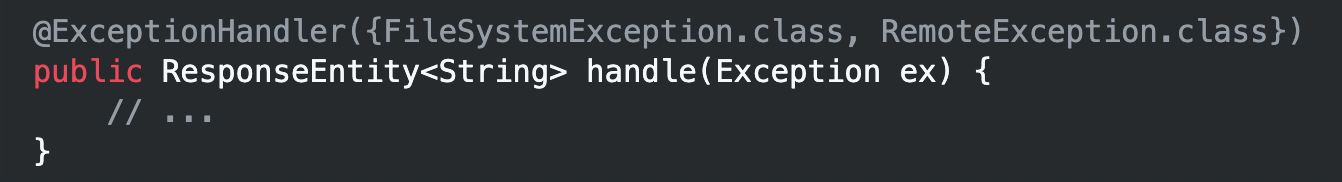 @ExceptionHandler({FileSystemException.class, RemoteException.class})
public ResponseEntity<String> handle(Exception ex) {
    // ...
}